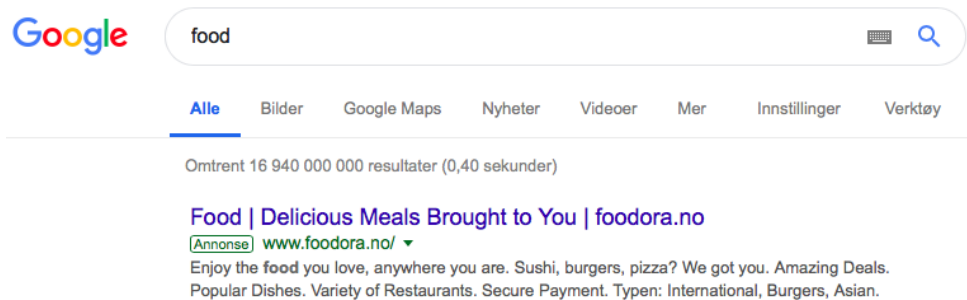 Google food
Alle Bilder Google Maps Nyheter Videoer Mer Innstillinger Verktøy
Omtrent 16 940 000 000 resultater (0,40 sekunder)
Food | Delicious Meals Brought to You | foodora.no
Annonse www.foodora.no/
Enjoy the food you love, anywhere you are. Sushi, burgers, pizza? We got you. Amazing Deals.
Popular Dishes. Variety of Restaurants. Secure Payment. Typen: International, Burgers, Asian.